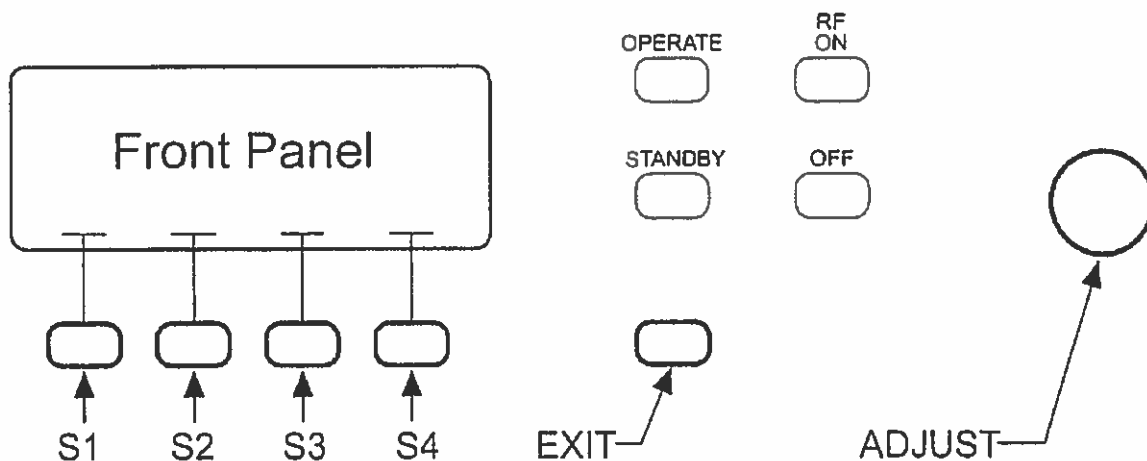 OPERATE
RF
ON
Front Panel
STANDBY
OFF
S1
S2
S3
S4
EXIT
ADJUST